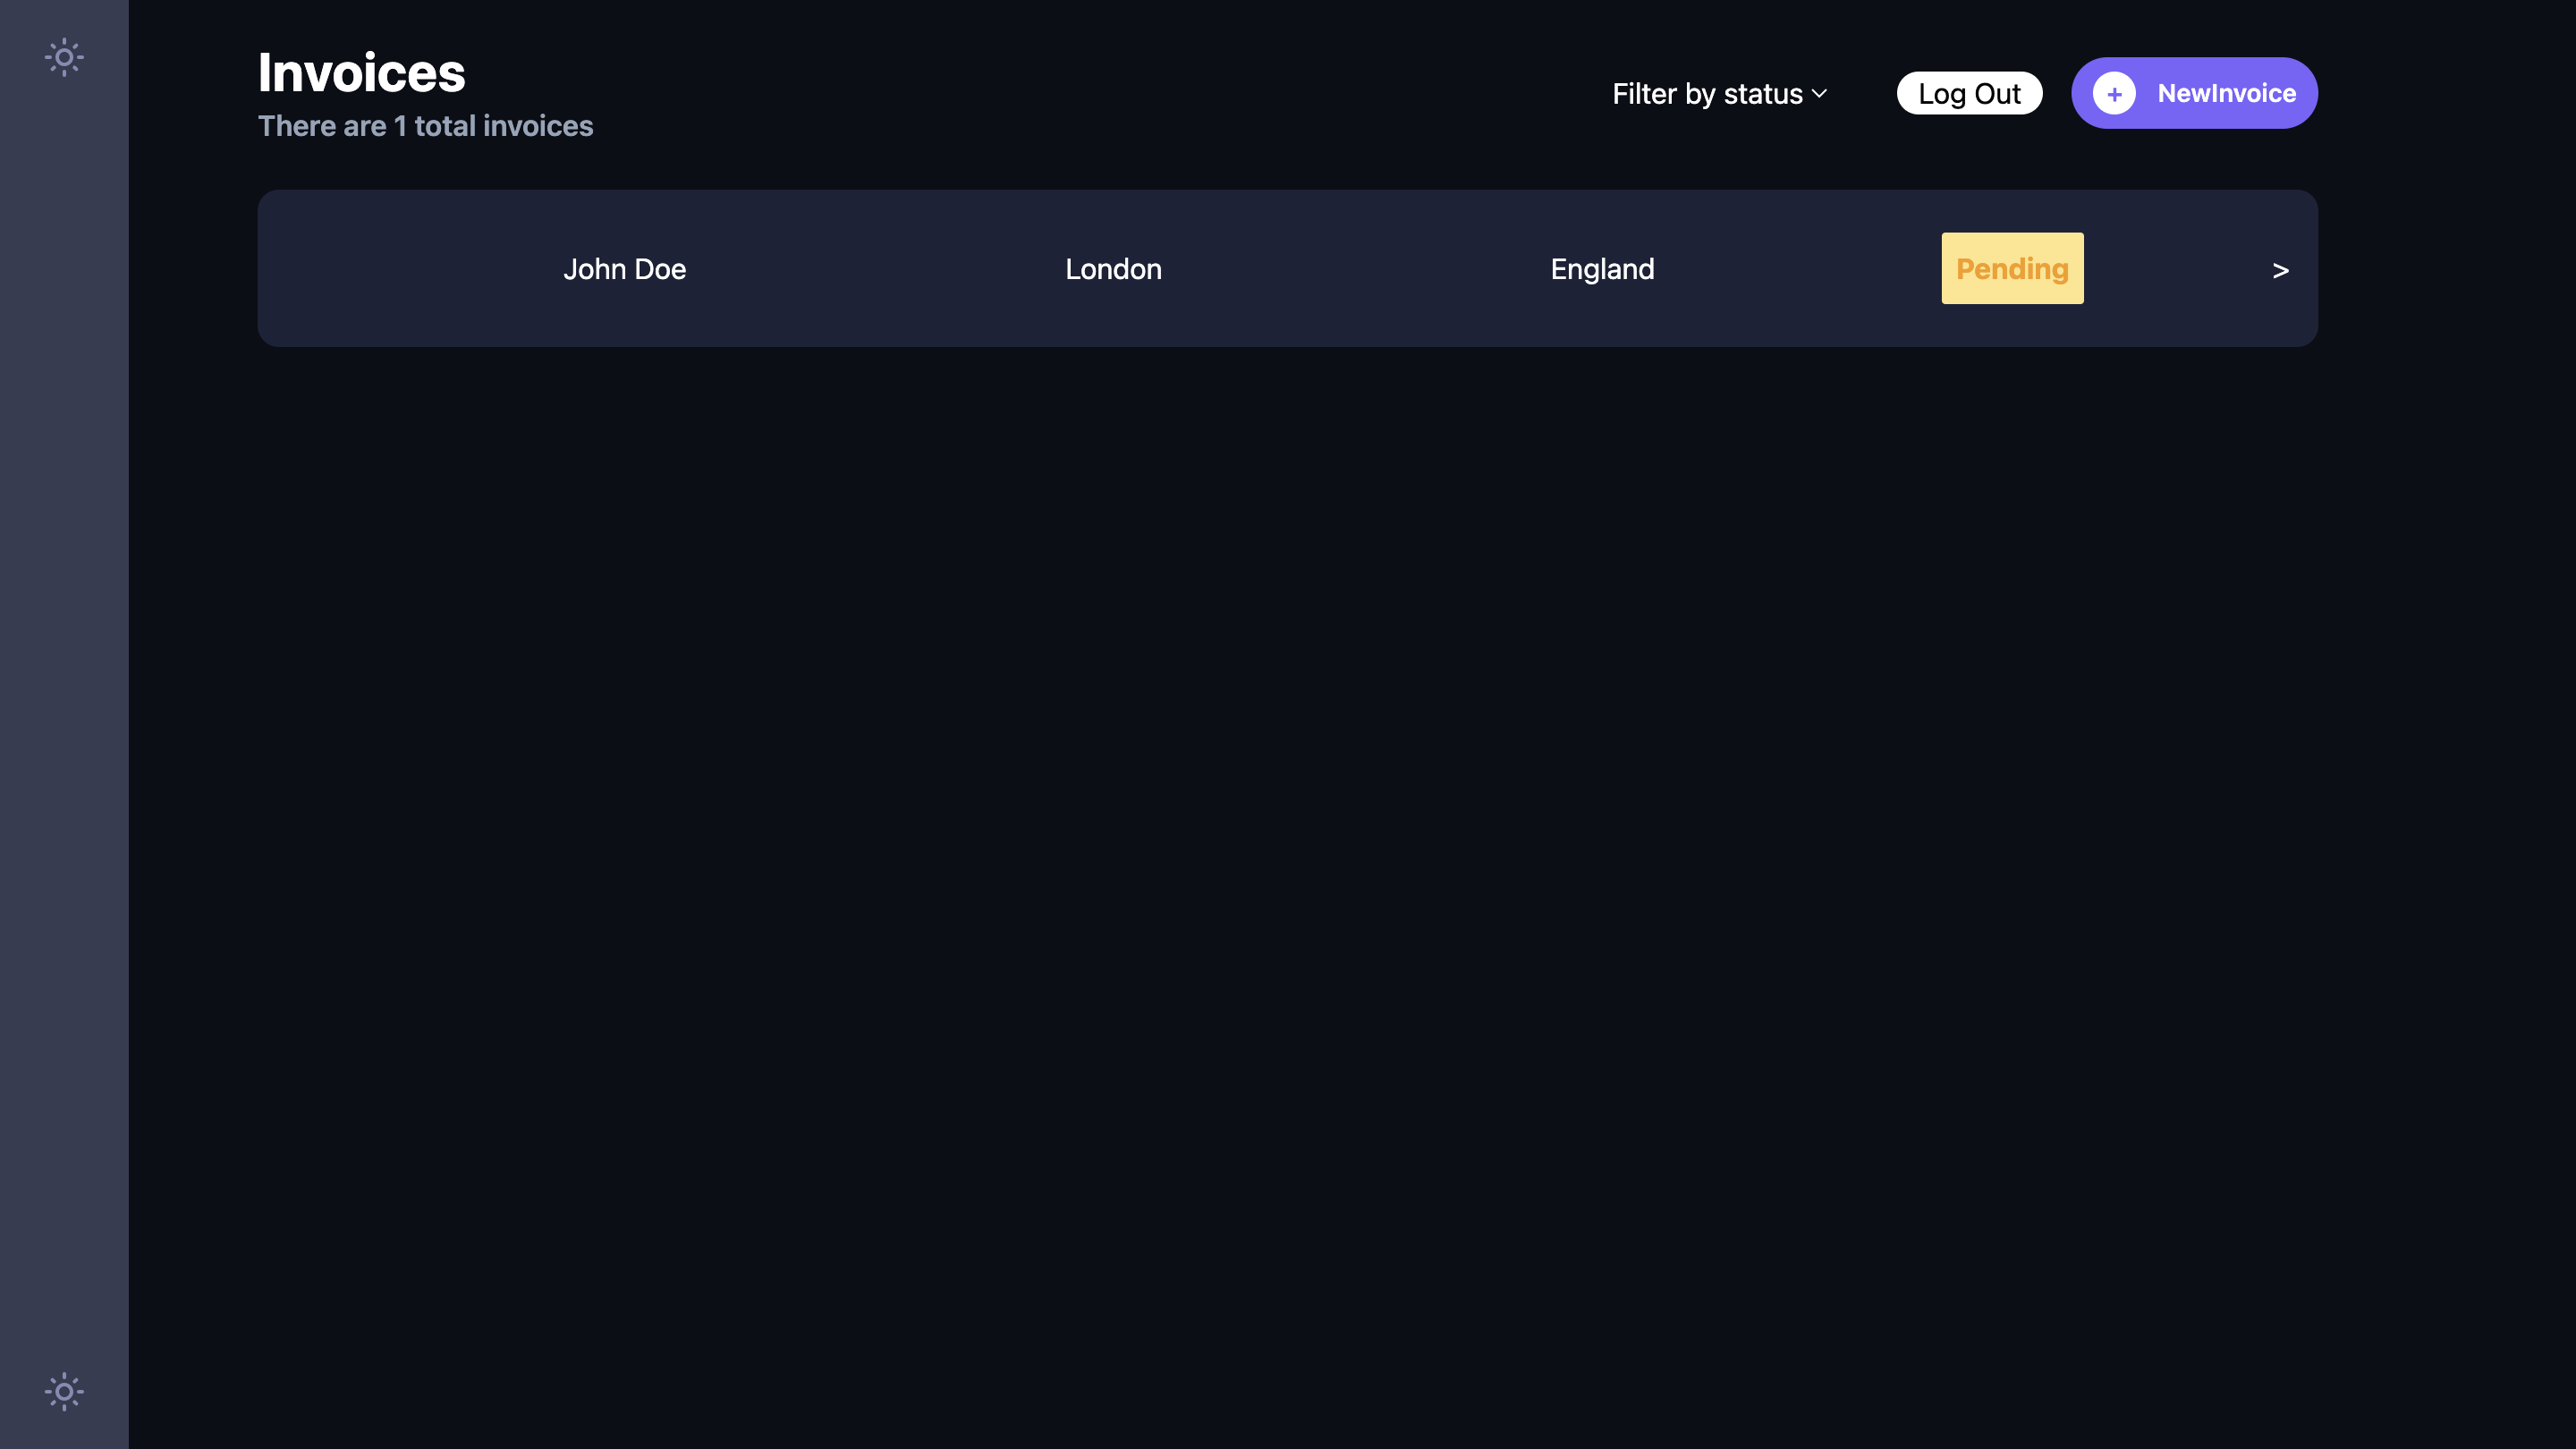 Invoices
There are 1 total invoices
Filter by status
Log Out
+ NewInvoice
John Doe London England Pending >